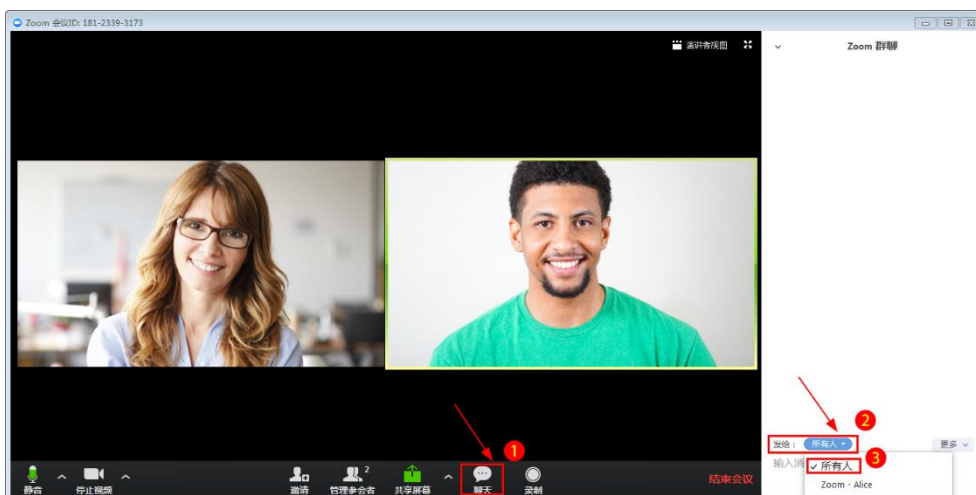 Zoom 会议ID: 181-2339-3173
演讲者视图
Zoom 群聊
1
2
发给：
所有人
更多
输入消
所有人
3
Zoom - Alice
静音
停止视频
邀请
管理参会者
2
共享屏幕
聊天
录制
结束会议